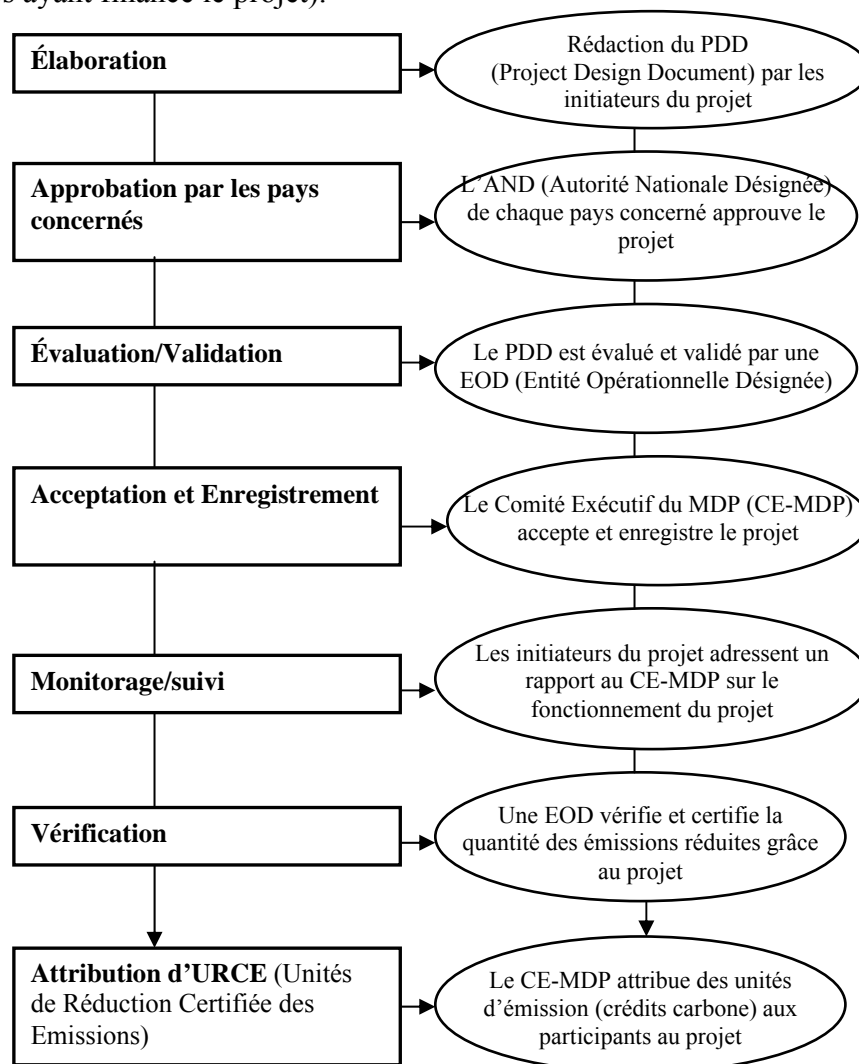 s ayant financé le projet).
Élaboration
Rédaction du PDD
(Project Design Document) par les
initiateurs du projet
Approbation par les pays
concernés
L'AND (Autorité Nationale Désignée)
de chaque pays concerné approuve le
projet
Évaluation/Validation
Le PDD est évalué et validé par une
EOD (Entité Opérationnelle Désignée)
Acceptation et Enregistrement
Le Comité Exécutif du MDP (CE-MDP)
accepte et enregistre le projet
Monitorage/suivi
Les initiateurs du projet adressent un
rapport au CE-MDP sur le
fonctionnement du projet
Vérification
Une EOD vérifie et certifie la
quantité des émissions réduites grâce
au projet
Attribution d’URCE (Unités
de Réduction Certifiée des
Emissions)
Le CE-MDP attribue des unités
d’émission (crédits carbone) aux
participants au projet